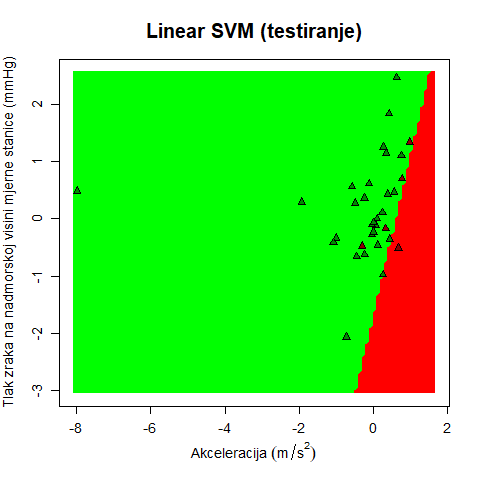 Linear SVM (testiranje)
Tlak zraka na nadmorskoj visini mjerne stanice (mmHg)
2
1
0
-1
-2
-3
-8 -6 -4 -2 0 2
Akceleracija (m/s²)